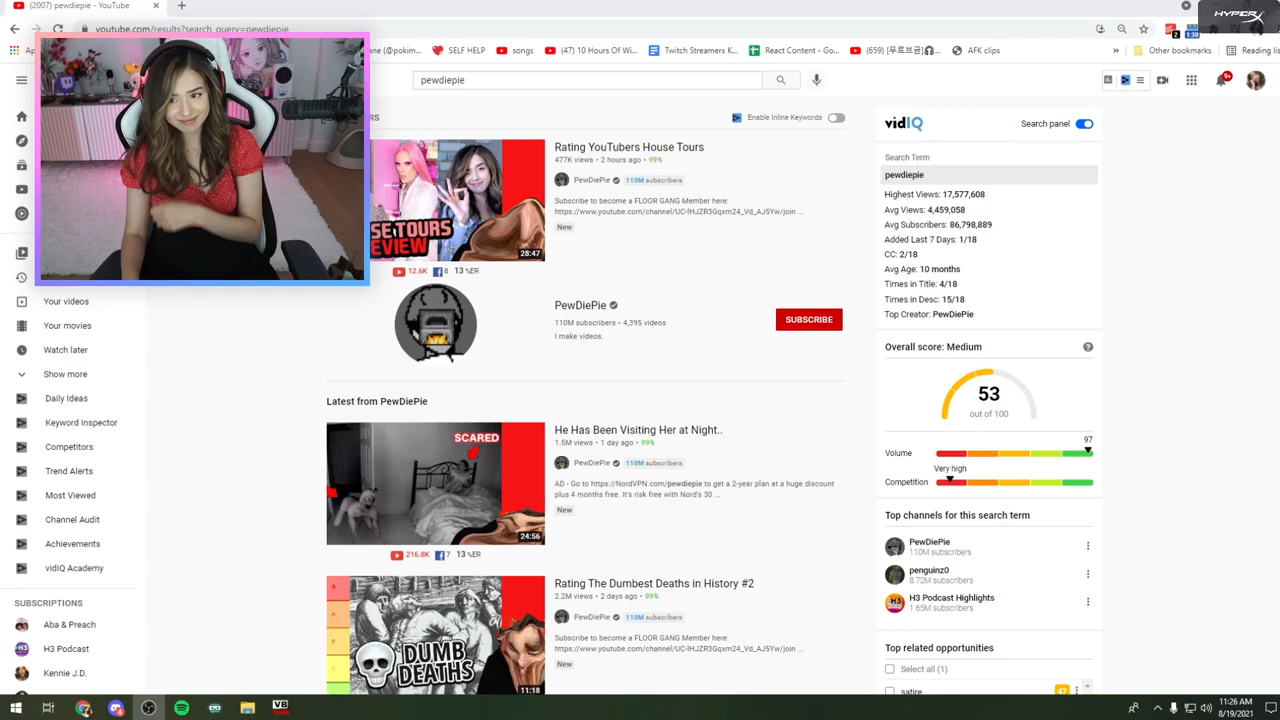 (2007) pewdiepie - YouTube
HYPERX
youtube.com/results?search_query=pewdiepie
SELF HELP
songs
(47) 10 Hours Of Wi...
Twitch Streamers K...
React Content - Go...
AFK clips
»
Other bookmarks
Reading list
pewdiepie
9+
Enable Inline Keywords
Rating YouTubers House Tours
477K views • 2 hours ago • 99%
PewDiePie
110M subscribers
Subscribe to become a FLOOR GANG Member here:
https://www.youtube.com/channel/UC-lHJZR3Gqxm24_Vd_AJ5Yw/join ...
New
28:47
12.6K
8
13 %ER
PewDiePie
110M subscribers • 4,395 videos
I make videos.
SUBSCRIBE
Latest from PewDiePie
SCARED
24:56
He Has Been Visiting Her at Night..
1.5M views • 1 day ago • 99%
PewDiePie
110M subscribers
AD - Go to https://NordVPN.com/pewdiepie to get a 2-year plan at a huge discount
plus 4 months free. It's risk free with Nord's 30 ...
New
216.8K
7
13 %ER
DUMB
DEATHS
11:18
Rating The Dumbest Deaths in History #2
2.2M views • 2 days ago • 99%
PewDiePie
110M subscribers
Subscribe to become a FLOOR GANG Member here:
https://www.youtube.com/channel/UC-lHJZR3Gqxm24_Vd_AJ5Yw/join ...
New
Your videos
Your movies
Watch later
Show more
Daily Ideas
Keyword Inspector
Competitors
Trend Alerts
Most Viewed
Channel Audit
Achievements
vidIQ Academy
SUBSCRIPTIONS
Aba & Preach
H3 Podcast
Kennie J.D.
vidIQ
Search panel
Search Term
pewdiepie
Highest Views: 17,577,608
Avg Views: 4,459,058
Avg Subscribers: 86,798,889
Added Last 7 Days: 1/18
CC: 2/18
Avg Age: 10 months
Times in Title: 4/18
Times in Desc: 15/18
Top Creator: PewDiePie
Overall score: Medium
53
out of 100
97
Volume
Very high
Competition
Top channels for this search term
PewDiePie
110M subscribers
penguinz0
8.72M subscribers
H3 Podcast Highlights
1.65M subscribers
Top related opportunities
Select all (1)
satire
47
11:26 AM
8/19/2021